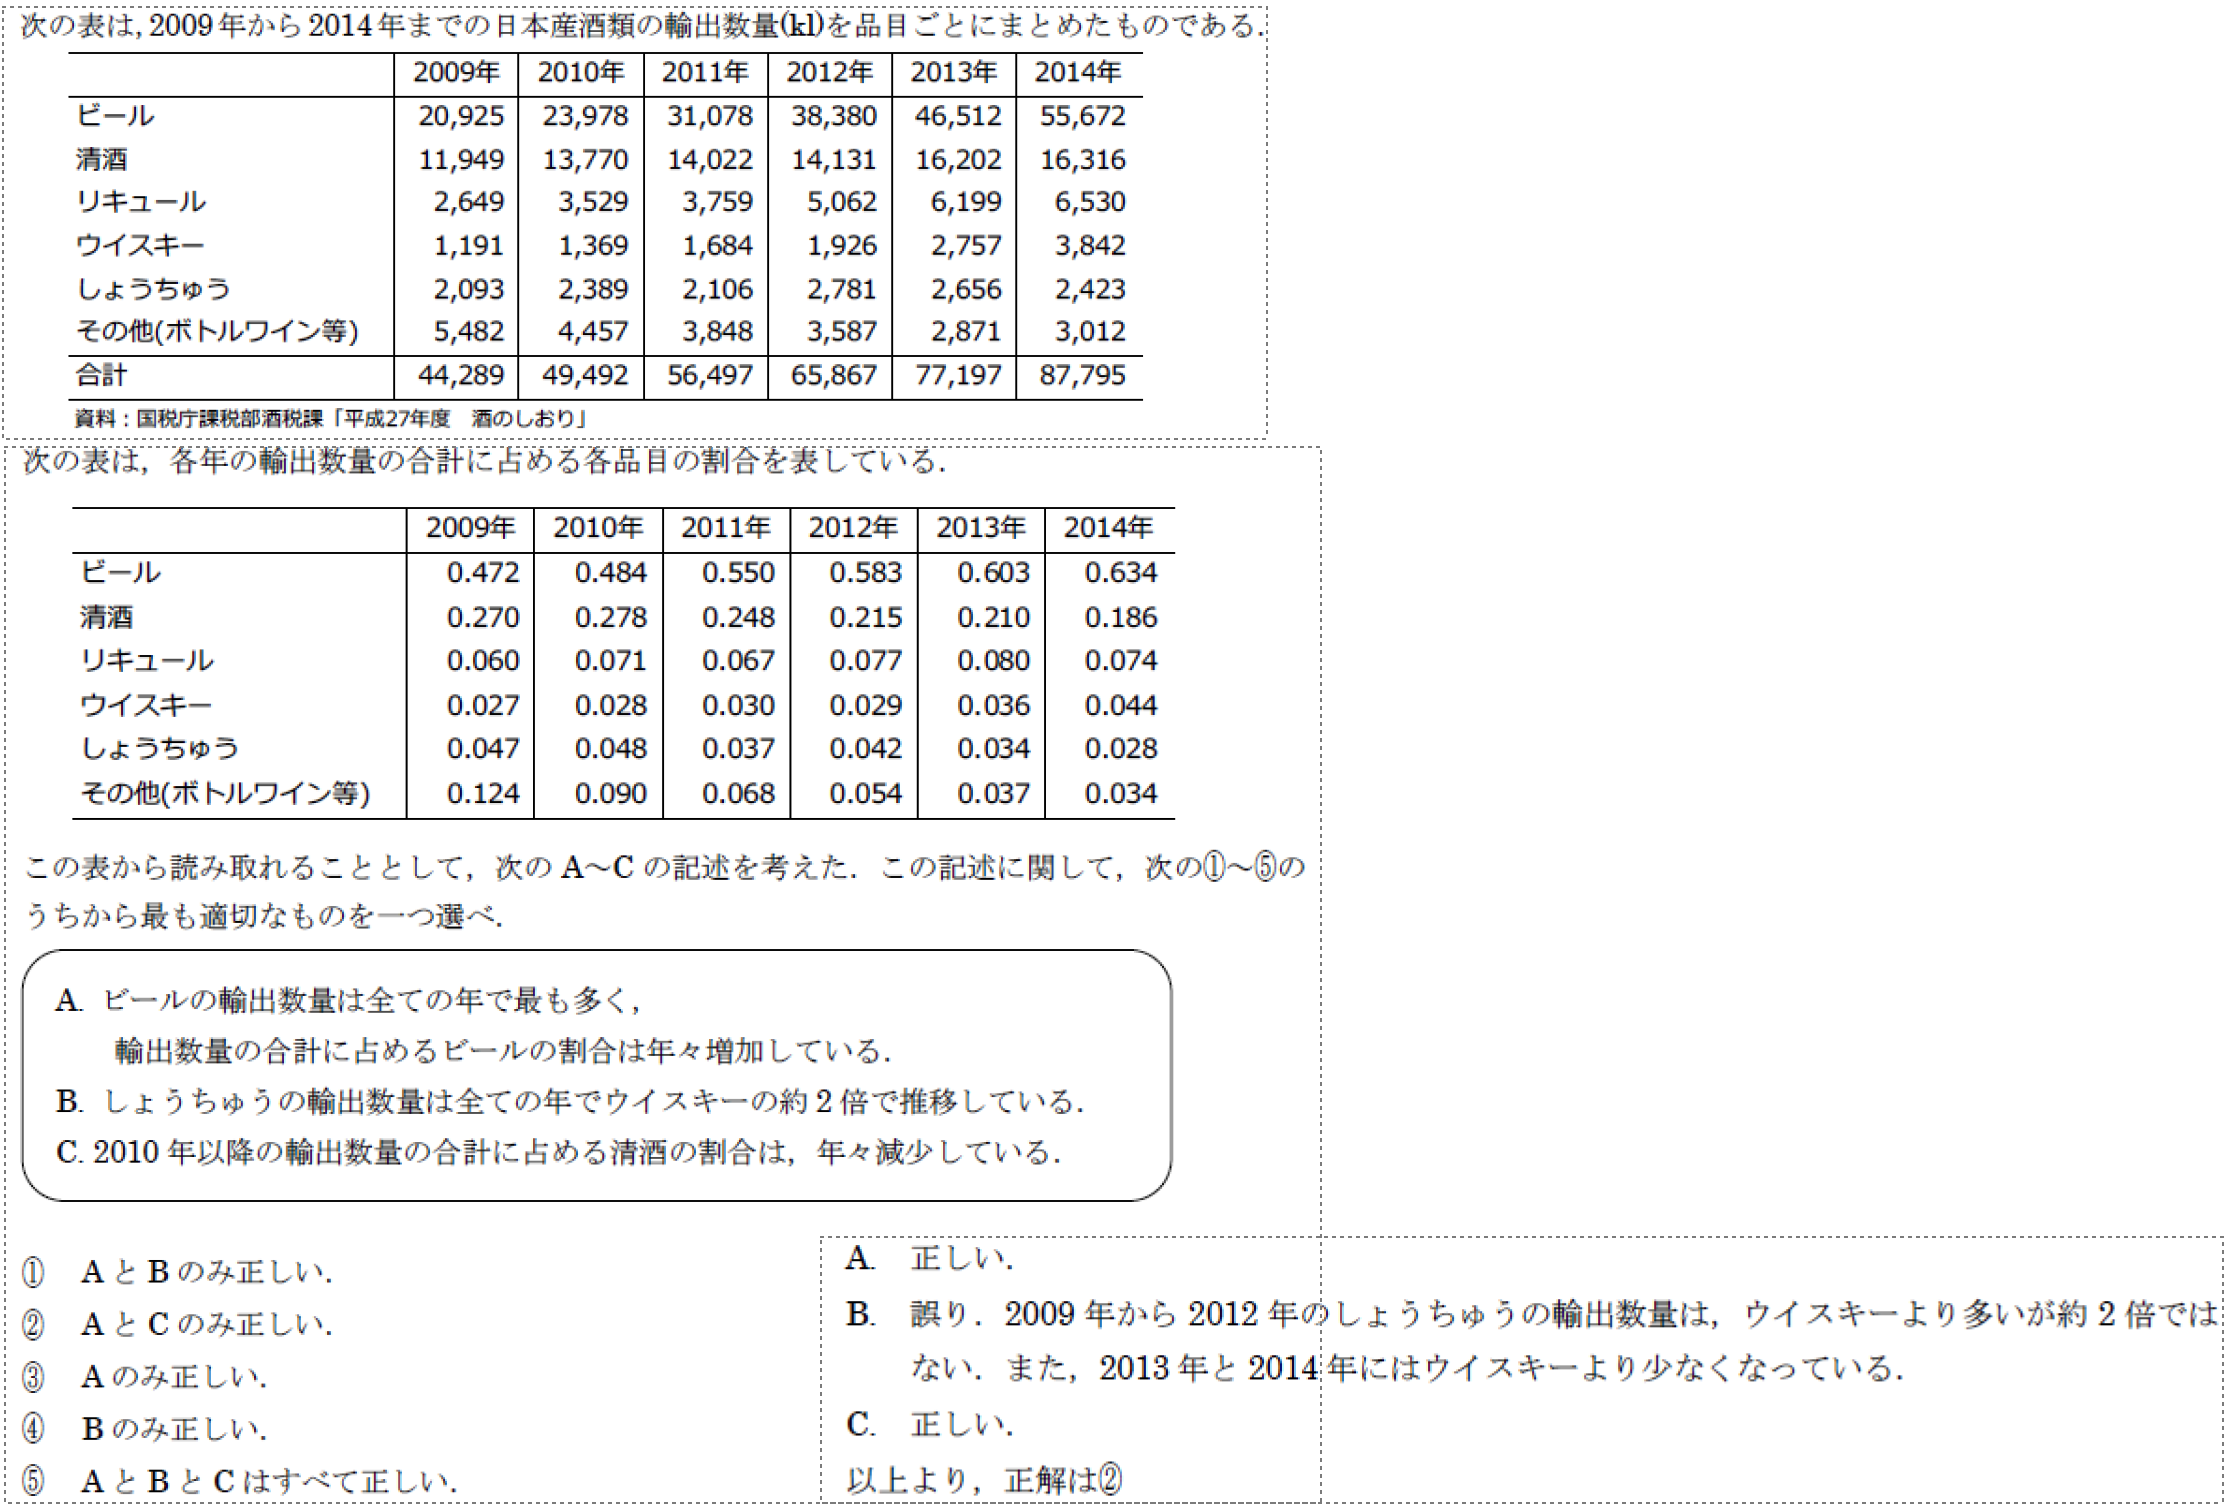 次の表は,2009年から2014年までの日本産酒類の輸出数量(kl)を品目ごとにまとめたものである.
2009年 2010年 2011年 2012年 2013年 2014年
ビール 20,925 23,978 31,078 38,380 46,512 55,672
清酒 11,949 13,770 14,022 14,131 16,202 16,316
リキュール 2,649 3,529 3,759 5,062 6,199 6,530
ウイスキー 1,191 1,369 1,684 1,926 2,757 3,842
しょうちゅう 2,093 2,389 2,106 2,781 2,656 2,423
その他(ボトルワイン等) 5,482 4,457 3,848 3,587 2,871 3,012
合計 44,289 49,492 56,497 65,867 77,197 87,795
資料：国税庁課税部酒税課「平成27年度　酒のしおり」
次の表は，各年の輸出数量の合計に占める各品目の割合を表している．
2009年 2010年 2011年 2012年 2013年 2014年
ビール 0.472 0.484 0.550 0.583 0.603 0.634
清酒 0.270 0.278 0.248 0.215 0.210 0.186
リキュール 0.060 0.071 0.067 0.077 0.080 0.074
ウイスキー 0.027 0.028 0.030 0.029 0.036 0.044
しょうちゅう 0.047 0.048 0.037 0.042 0.034 0.028
その他(ボトルワイン等) 0.124 0.090 0.068 0.054 0.037 0.034
この表から読み取れることとして，次の A～C の記述を考えた．この記述に関して，次の①～⑤の
うちから最も適切なものを一つ選べ．
A. ビールの輸出数量は全ての年で最も多く，
輸出数量の合計に占めるビールの割合は年々増加している．
B. しょうちゅうの輸出数量は全ての年でウイスキーの約 2 倍で推移している．
C. 2010 年以降の輸出数量の合計に占める清酒の割合は，年々減少している．
① A と B のみ正しい．
② A と C のみ正しい．
③ A のみ正しい．
④ B のみ正しい．
⑤ A と B と C はすべて正しい．
A. 正しい．
B. 誤り．2009 年から 2012 年のしょうちゅうの輸出数量は，ウイスキーより多いが約 2 倍では
ない．また，2013 年と 2014 年にはウイスキーより少なくなっている．
C. 正しい．
以上より，正解は②